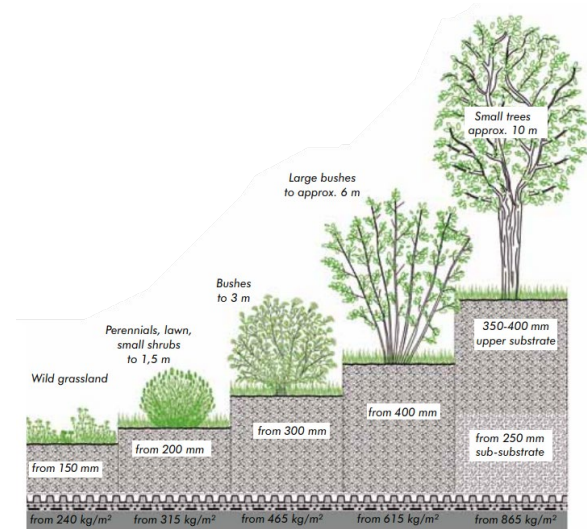 Small trees
approx. 10 m
Large bushes
to approx. 6 m
Bushes
to 3 m
Perennials, lawn,
small shrubs
to 1,5 m
Wild grassland
350-400 mm
upper substrate
from 400 mm
from 300 mm
from 200 mm
from 150 mm
from 250 mm
sub-substrate
from 240 kg/m²
from 315 kg/m²
from 465 kg/m²
from 615 kg/m²
from 865 kg/m²